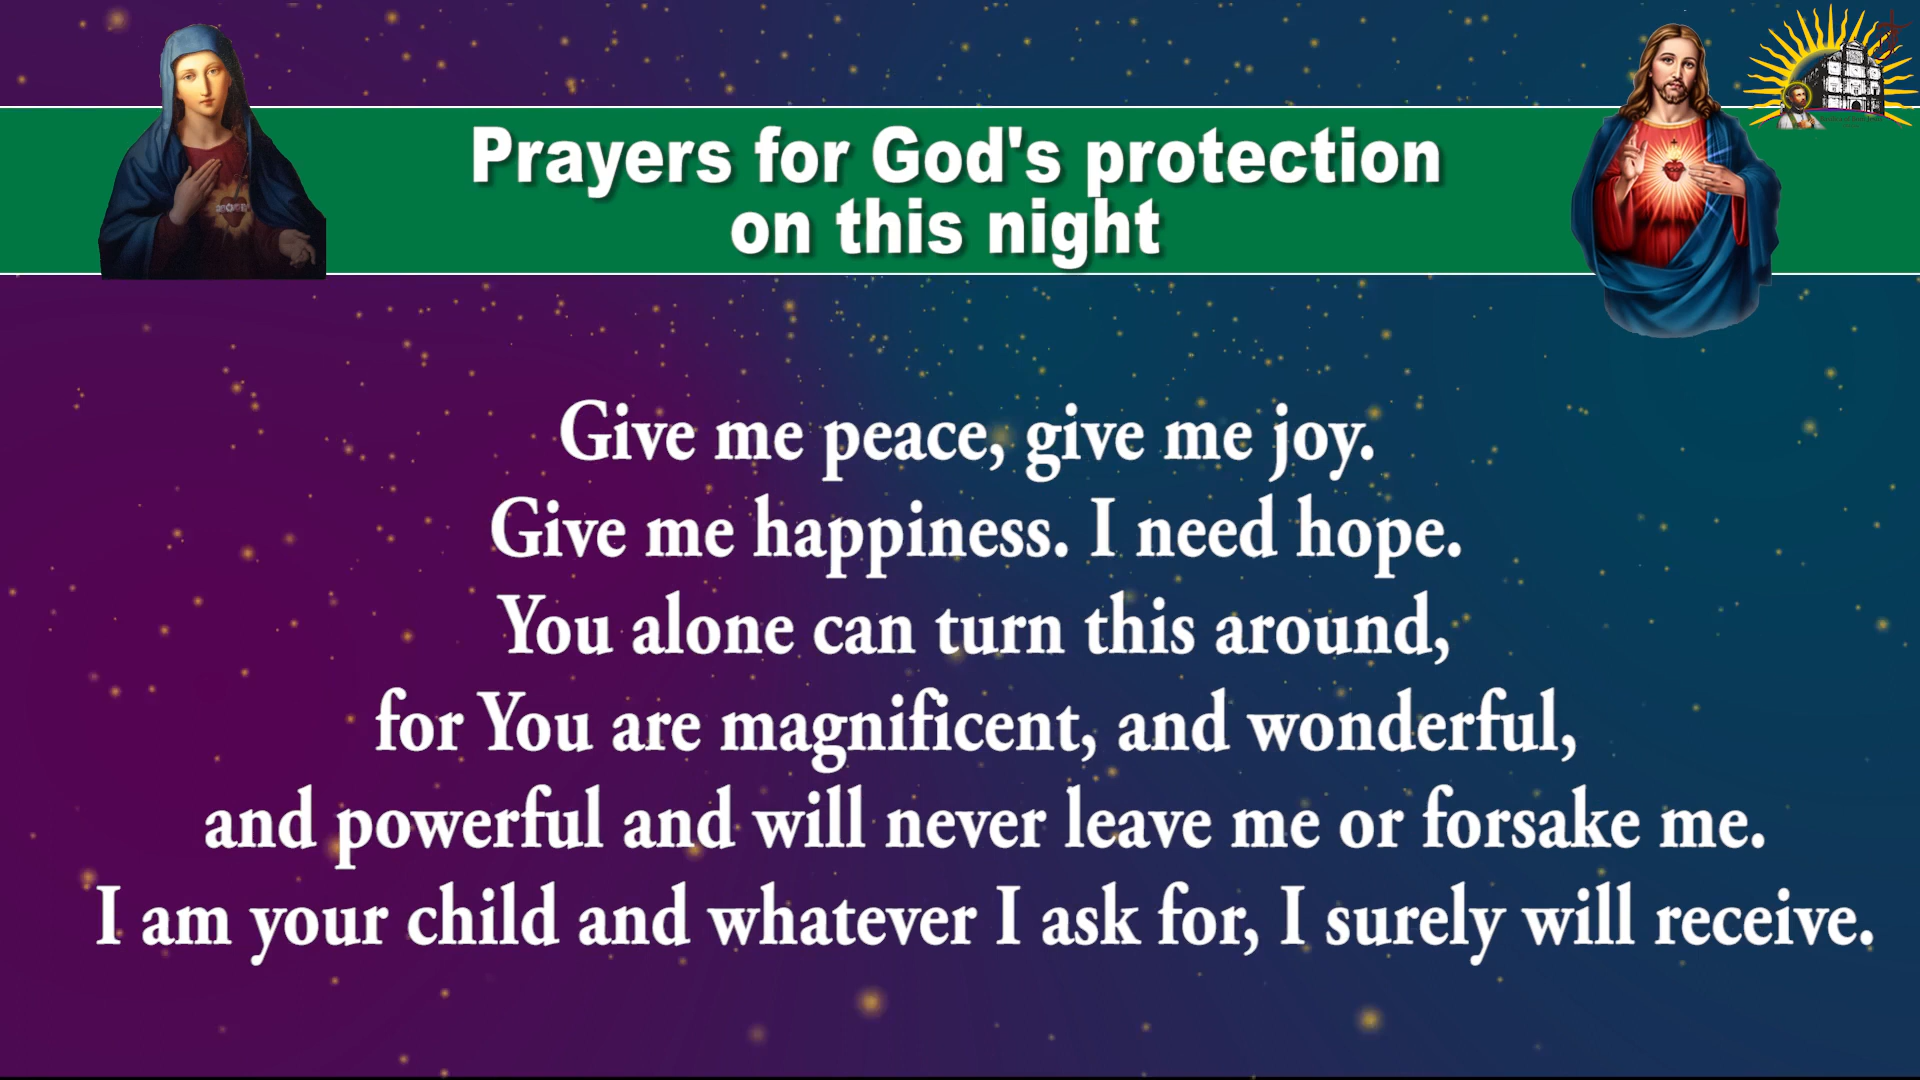 Prayers for God's protection
on this night
Give me peace, give me joy.
Give me happiness. I need hope.
You alone can turn this around,
for You are magnificent, and wonderful,
and powerful and will never leave me or forsake me.
I am your child and whatever I ask for, I surely will receive.